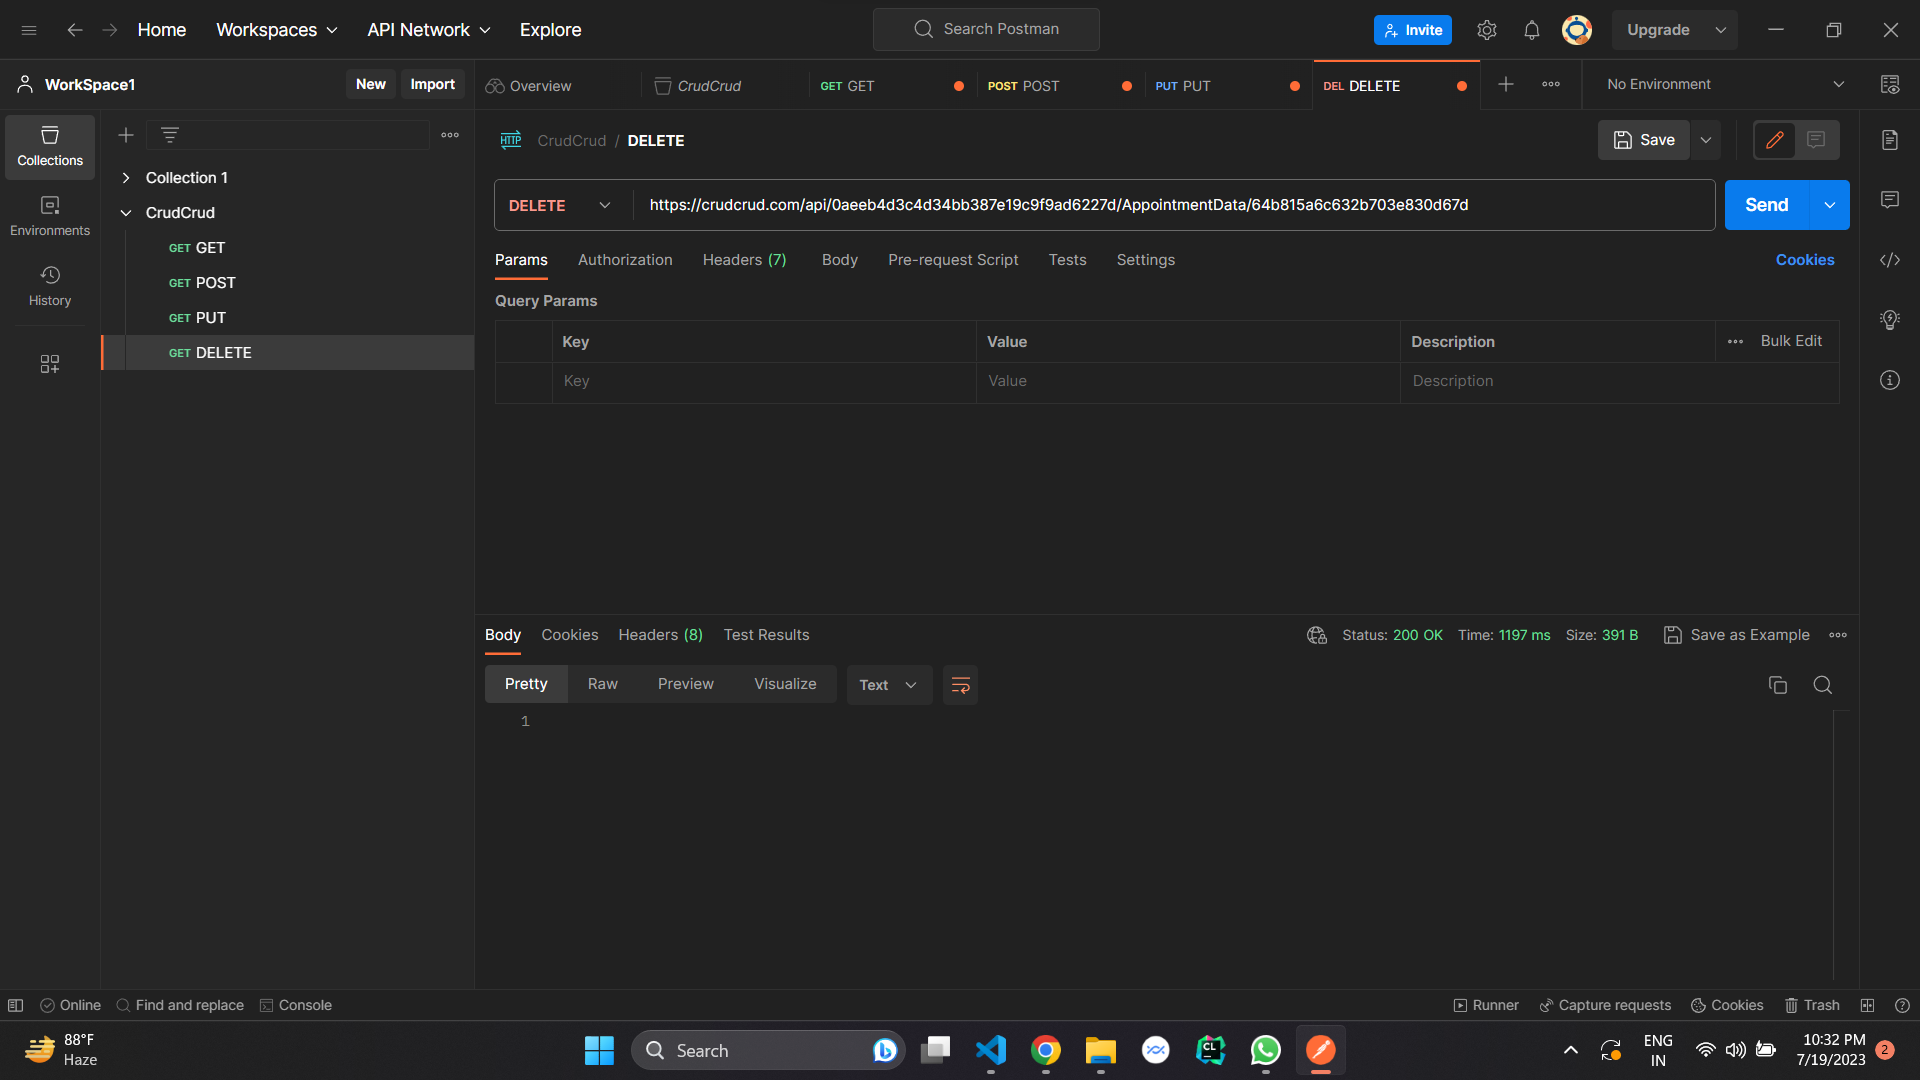 Home Workspaces API Network Explore Search Postman Invite Upgrade
WorkSpace1 New Import Overview CrudCrud GET GET POST POST PUT PUT DEL DELETE No Environment
Collections
Environments
History
Collection 1
CrudCrud
GET GET
GET POST
GET PUT
GET DELETE
HTTP CrudCrud / DELETE Save
DELETE https://crudcrud.com/api/0aeeb4d3c4d34bb387e19c9f9ad6227d/AppointmentData/64b815a6c632b703e830d67d Send
Params Authorization Headers (7) Body Pre-request Script Tests Settings Cookies
Query Params
Key Value Description Bulk Edit
Key Value Description
Body Cookies Headers (8) Test Results Status: 200 OK Time: 1197 ms Size: 391 B Save as Example
Pretty Raw Preview Visualize Text
1
Online Find and replace Console Runner Capture requests Cookies Trash
88°F
Haze
Search
CL
ENG
IN
10:32 PM
7/19/2023
2